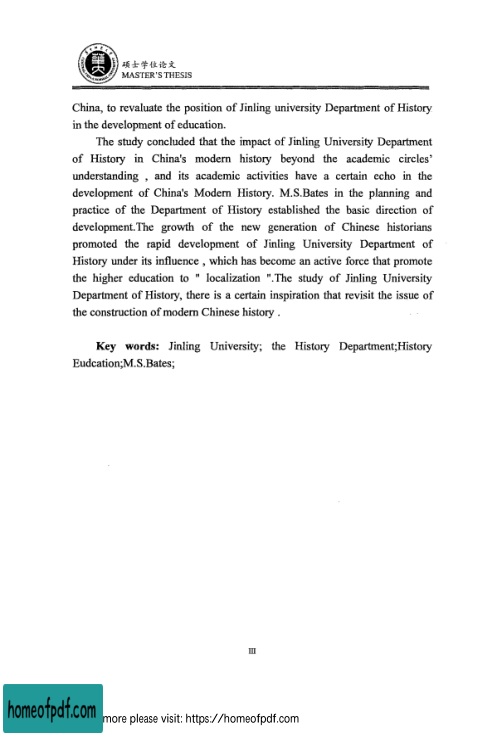 硕士学位论文
MASTER'S THESIS
China, to revaluate the position of Jinling university Department of History
in the development of education.
The study concluded that the impact of Jinling University Department
of History in China's modern history beyond the academic circles'
understanding , and its academic activities have a certain echo in the
development of China's Modern History. M.S.Bates in the planning and
practice of the Department of History established the basic direction of
development.The growth of the new generation of Chinese historians
promoted the rapid development of Jinling University Department of
History under its influence , which has become an active force that promote
the higher education to " localization ".The study of Jinling University
Department of History, there is a certain inspiration that revisit the issue of
the construction of modern Chinese history .
Key words: Jinling University; the History Department;History
Eudcation;M.S.Bates;
III
homeofpdf.com
more please visit: https://homeofpdf.com